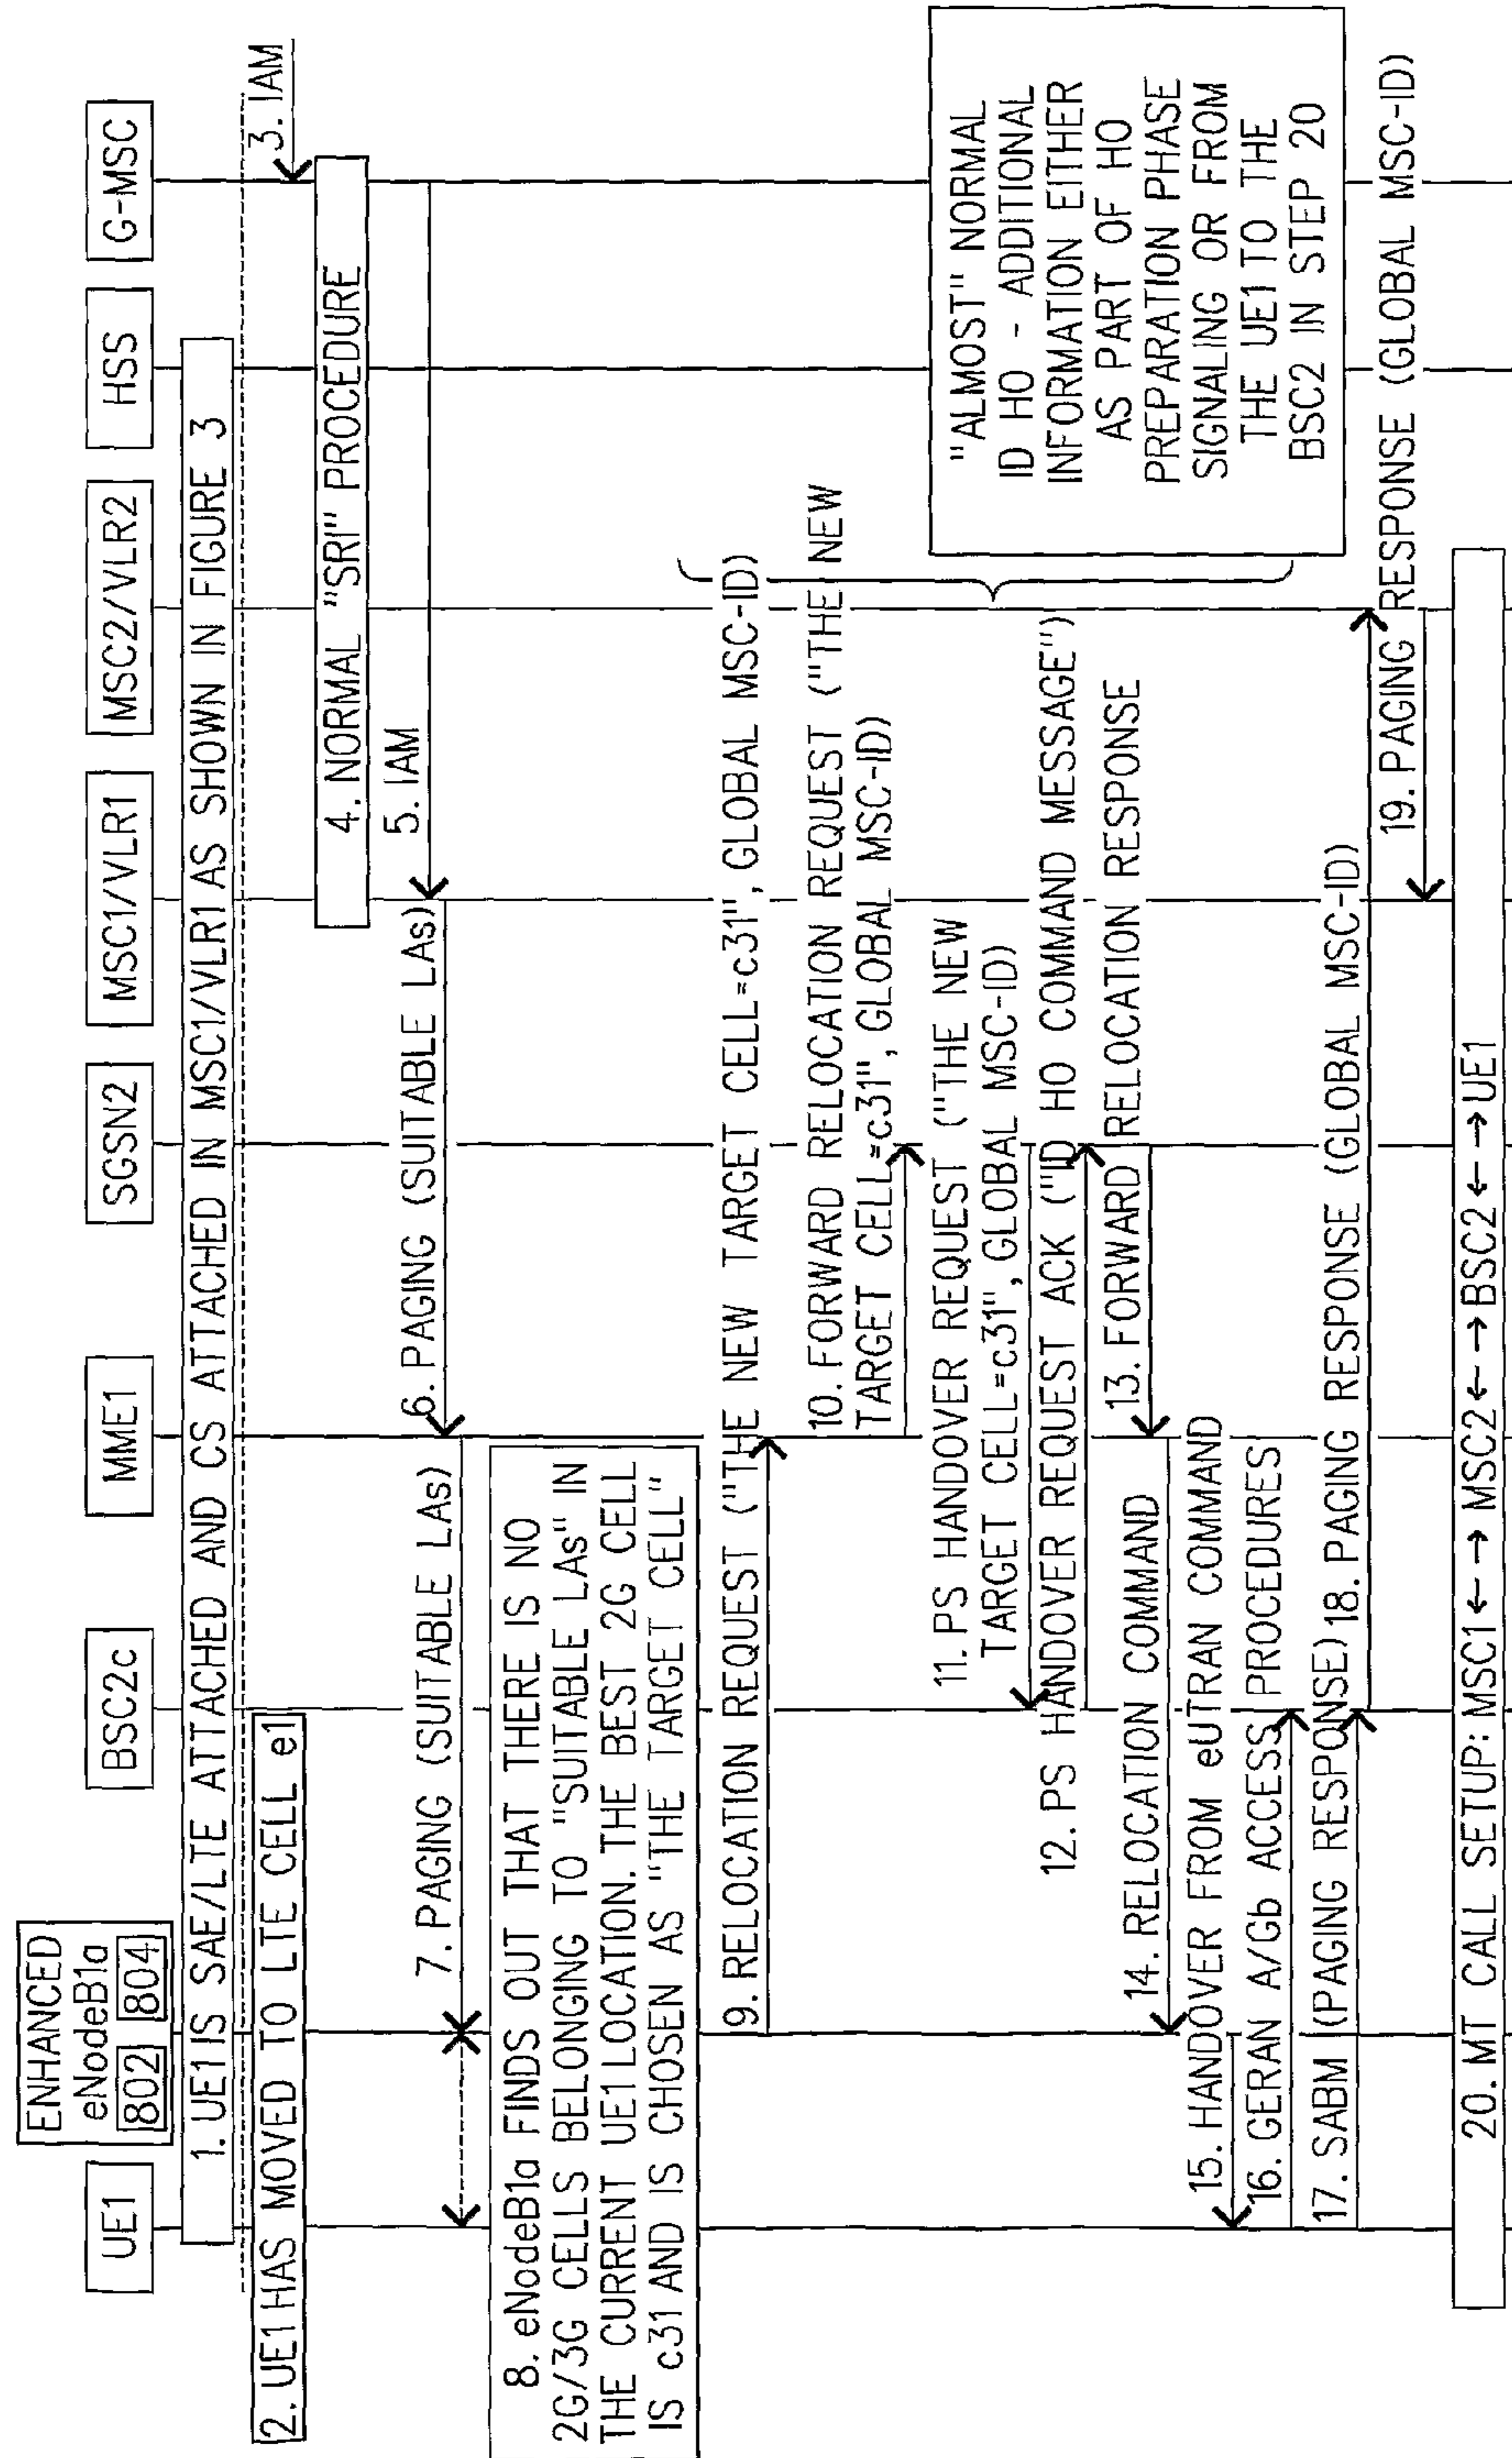 UE1
ENHANCED
eNodeB1a
802 804
BSC2c
MME1
SGSN2
MSC1/VLR1
MSC2/VLR2
HSS
G-MSC
1. UE1 IS SAE/LTE ATTACHED AND CS ATTACHED IN MSC1/VLR1 AS SHOWN IN FIGURE 3
2. UE1 HAS MOVED TO LTE CELL e1
3. IAM
4. NORMAL "SRI" PROCEDURE
5. IAM
6. PAGING (SUITABLE LAs)
7. PAGING (SUITABLE LAs)
8. eNodeB1a FINDS OUT THAT THERE IS NO
2G/3G CELLS BELONGING TO "SUITABLE LAs" IN
THE CURRENT UE1 LOCATION. THE BEST 2G CELL
IS c31 AND IS CHOSEN AS "THE TARGET CELL"
9. RELOCATION REQUEST ("THE NEW TARGET CELL=c31", GLOBAL MSC-ID)
10. FORWARD RELOCATION REQUEST ("THE NEW
TARGET CELL=c31", GLOBAL MSC-ID)
11. PS HANDOVER REQUEST ("THE NEW
TARGET CELL=c31", GLOBAL MSC-ID)
12. PS HANDOVER REQUEST ACK ("ID HO COMMAND MESSAGE")
13. FORWARD RELOCATION RESPONSE
14. RELOCATION COMMAND
15. HANDOVER FROM eUTRAN COMMAND
16. GERAN A/Gb ACCESS PROCEDURES
17. SABM (PAGING RESPONSE)
18. PAGING RESPONSE (GLOBAL MSC-ID)
"ALMOST" NORMAL
ID HO - ADDITIONAL
INFORMATION EITHER
AS PART OF HO
PREPARATION PHASE
SIGNALING OR FROM
THE UE1 TO THE
BSC2 IN STEP 20
19. PAGING RESPONSE (GLOBAL MSC-ID)
20. MT CALL SETUP: MSC1←→MSC2←→BSC2←→UE1